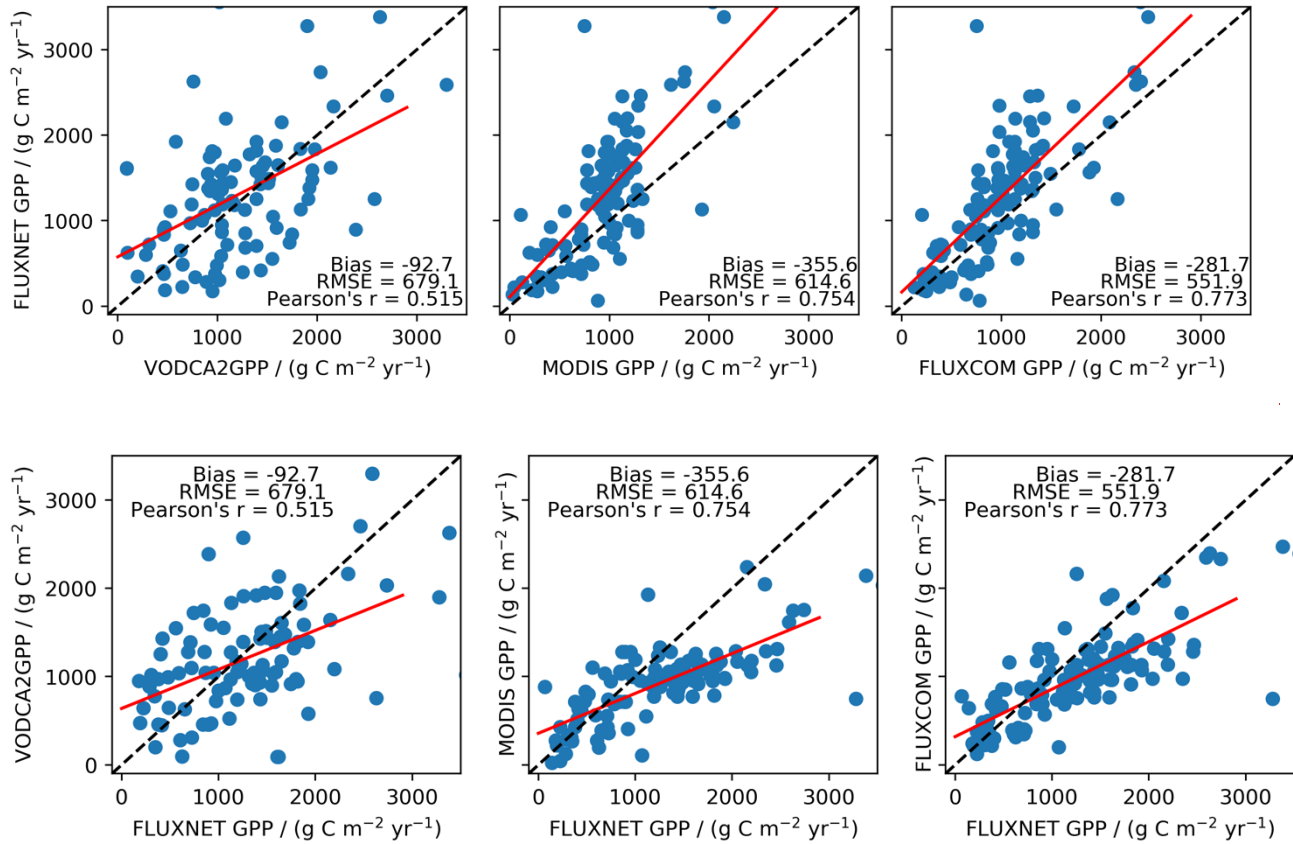 FLUXNET GPP / (g C m⁻² yr⁻¹)
3000
2000
1000
0
Bias = -92.7
RMSE = 679.1
Pearson's r = 0.515
0 1000 2000 3000
VODCA2GPP / (g C m⁻² yr⁻¹)
Bias = -355.6
RMSE = 614.6
Pearson's r = 0.754
0 1000 2000 3000
MODIS GPP / (g C m⁻² yr⁻¹)
Bias = -281.7
RMSE = 551.9
Pearson's r = 0.773
0 1000 2000 3000
FLUXCOM GPP / (g C m⁻² yr⁻¹)
VODCA2GPP / (g C m⁻² yr⁻¹)
3000
2000
1000
0
Bias = -92.7
RMSE = 679.1
Pearson's r = 0.515
0 1000 2000 3000
FLUXNET GPP / (g C m⁻² yr⁻¹)
MODIS GPP / (g C m⁻² yr⁻¹)
Bias = -355.6
RMSE = 614.6
Pearson's r = 0.754
0 1000 2000 3000
FLUXNET GPP / (g C m⁻² yr⁻¹)
FLUXCOM GPP / (g C m⁻² yr⁻¹)
Bias = -281.7
RMSE = 551.9
Pearson's r = 0.773
0 1000 2000 3000
FLUXNET GPP / (g C m⁻² yr⁻¹)